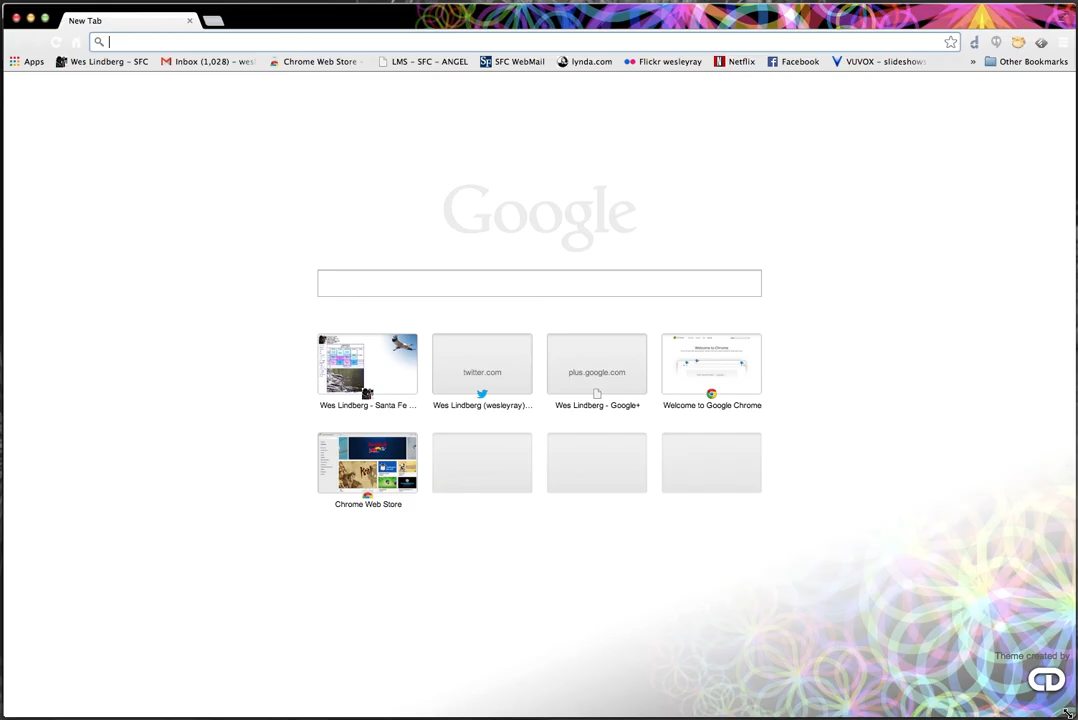 New Tab
Apps Wes Lindberg – SFC Inbox (1,028) – wes Chrome Web Store – LMS – SFC – ANGEL SFC WebMail lynda.com Flickr wesleyray Netflix Facebook VUVOX – slideshows » Other Bookmarks
Google
twitter.com plus.google.com
Wes Lindberg - Santa Fe ... Wes Lindberg (wesleyray)... Wes Lindberg - Google+ Welcome to Google Chrome
Chrome Web Store
Theme created by